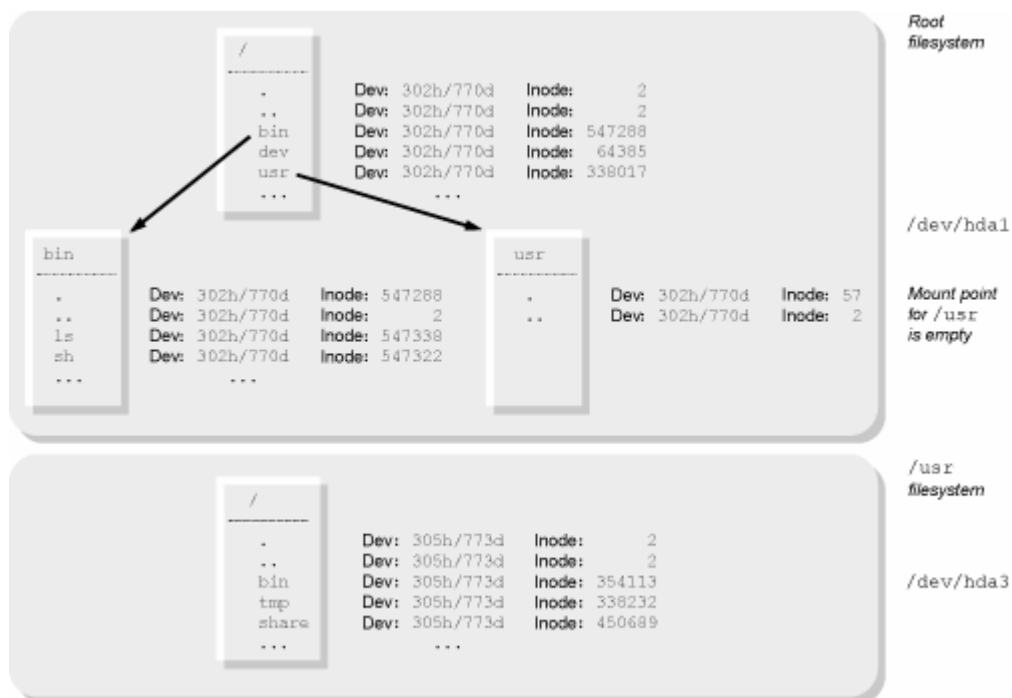 Root
filesystem
/
.
Dev: 302h/770d Inode: 2
..
Dev: 302h/770d Inode: 2
bin
Dev: 302h/770d Inode: 547288
dev
Dev: 302h/770d Inode: 64385
usr
Dev: 302h/770d Inode: 338017
... ...
/dev/hda1
bin
. Dev: 302h/770d Inode: 547288
.. Dev: 302h/770d Inode: 2
ls Dev: 302h/770d Inode: 547338
sh Dev: 302h/770d Inode: 547322
... ...
usr
. Dev: 302h/770d Inode: 57
.. Dev: 302h/770d Inode: 2
Mount point
for /usr
is empty
/usr
filesystem
/
. Dev: 305h/773d Inode: 2
.. Dev: 305h/773d Inode: 2
bin Dev: 305h/773d Inode: 354113
tmp Dev: 305h/773d Inode: 338232
share Dev: 305h/773d Inode: 450689
... ...
/dev/hda3